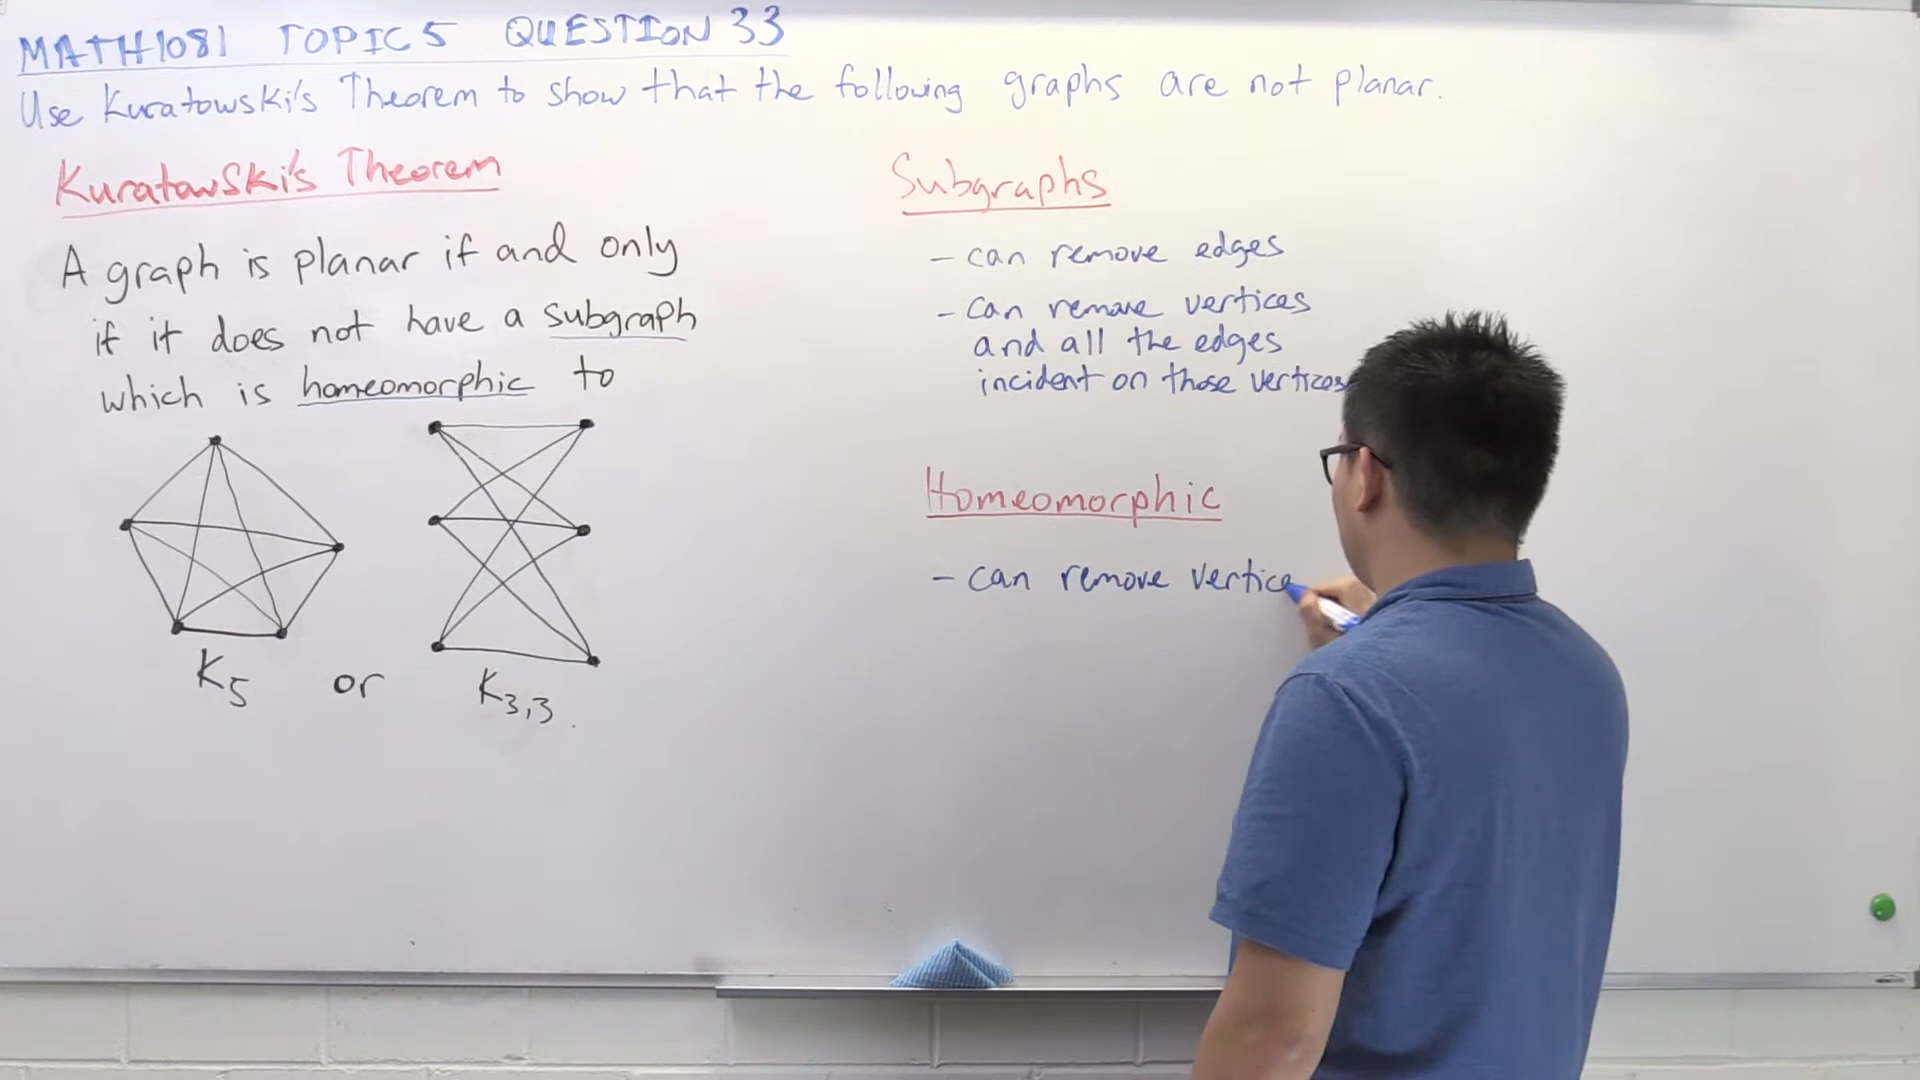 MATH1081 TOPIC 5 QUESTION 33
Use Kuratowski's Theorem to show that the following graphs are not planar.
Kuratowski's Theorem
A graph is planar if and only
if it does not have a subgraph
which is homeomorphic to
K5 or K3,3.
Subgraphs
- can remove edges
- can remove vertices
and all the edges
incident on those vertices
Homeomorphic
- can remove vertice